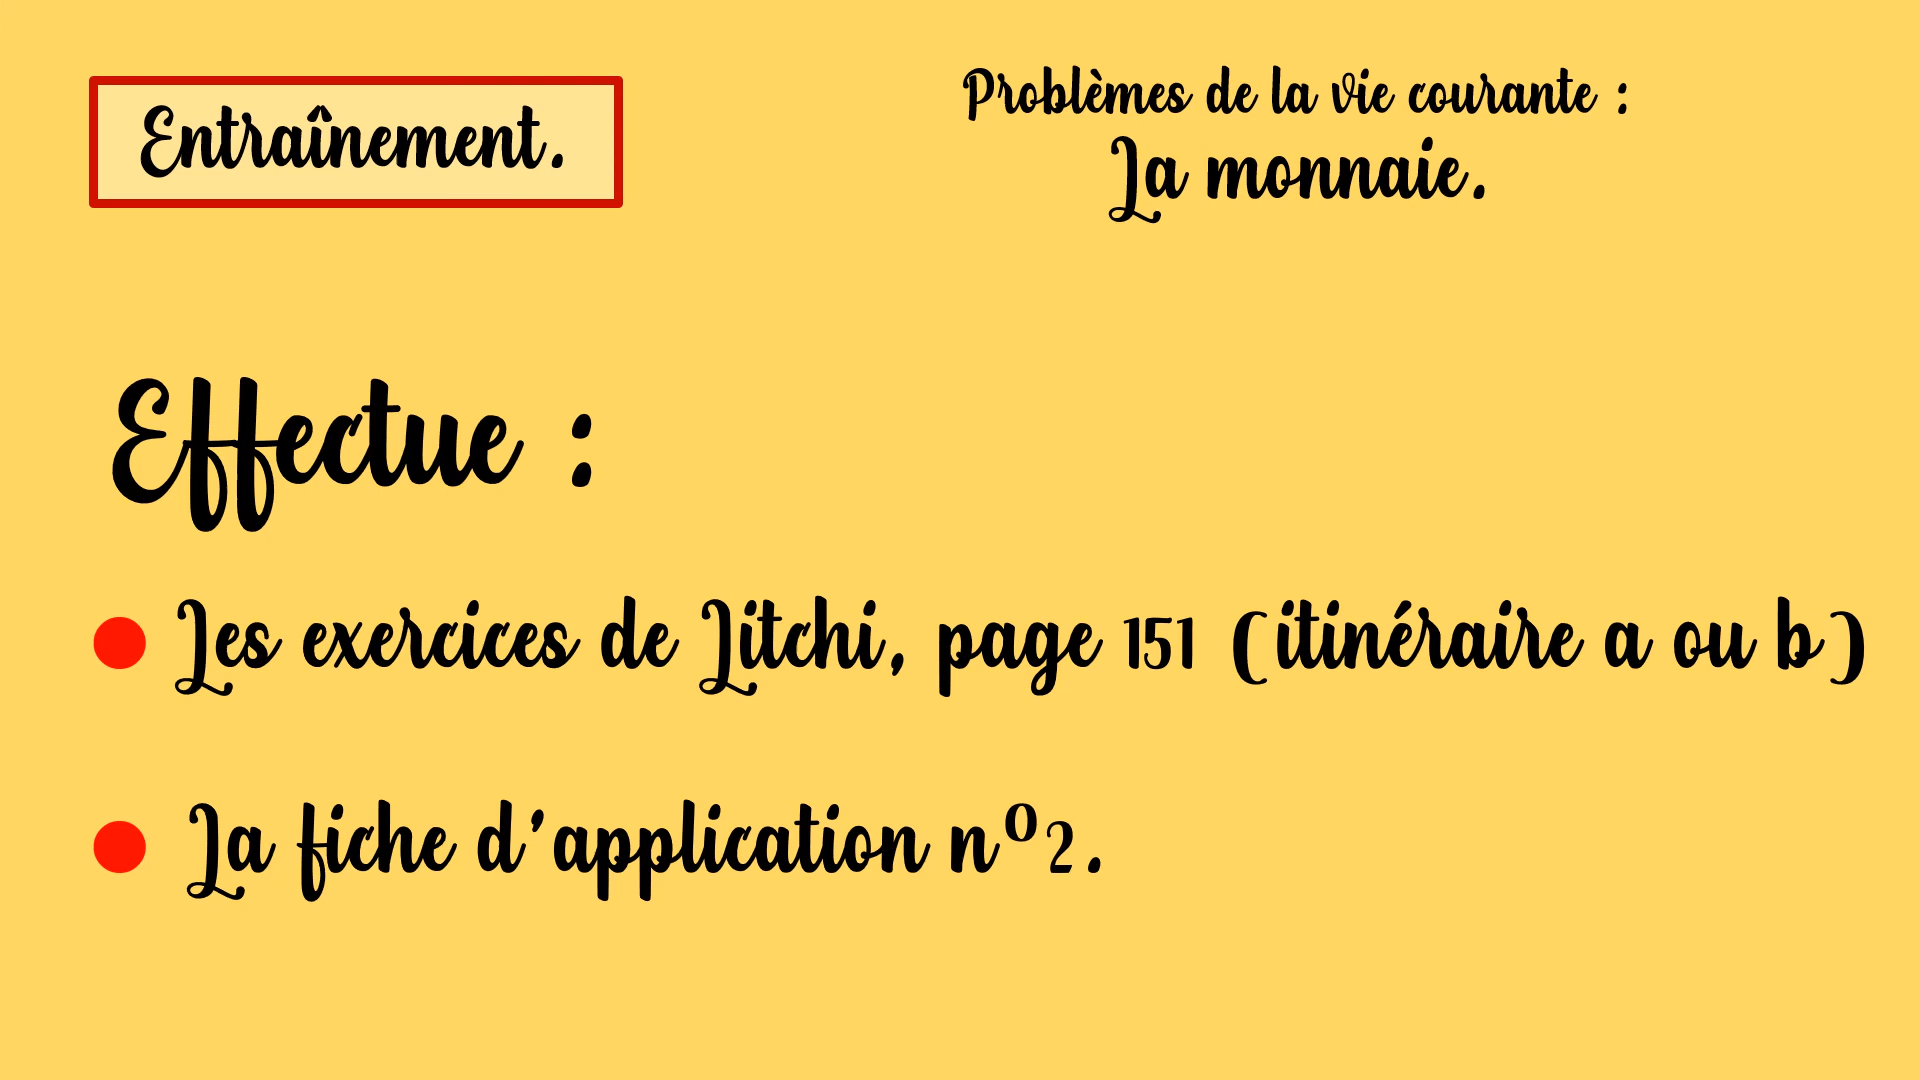 Entraînement.
Problèmes de la vie courante :
La monnaie.
Effectue :
Les exercices de Litchi, page 151 (itinéraire a ou b)
La fiche d'application nº2.